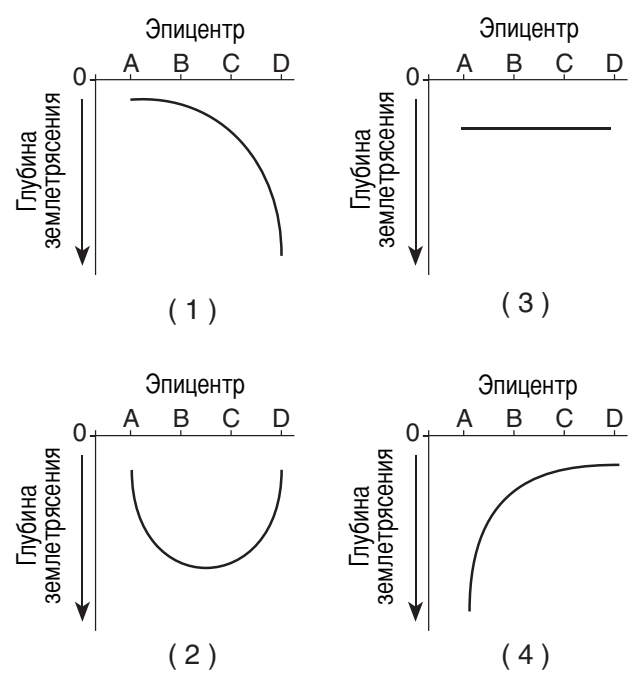 Эпицентр
A B C D
0
Глубина
землетрясения
( 1 )
Эпицентр
A B C D
0
Глубина
землетрясения
( 3 )
Эпицентр
A B C D
0
Глубина
землетрясения
( 2 )
Эпицентр
A B C D
0
Глубина
землетрясения
( 4 )